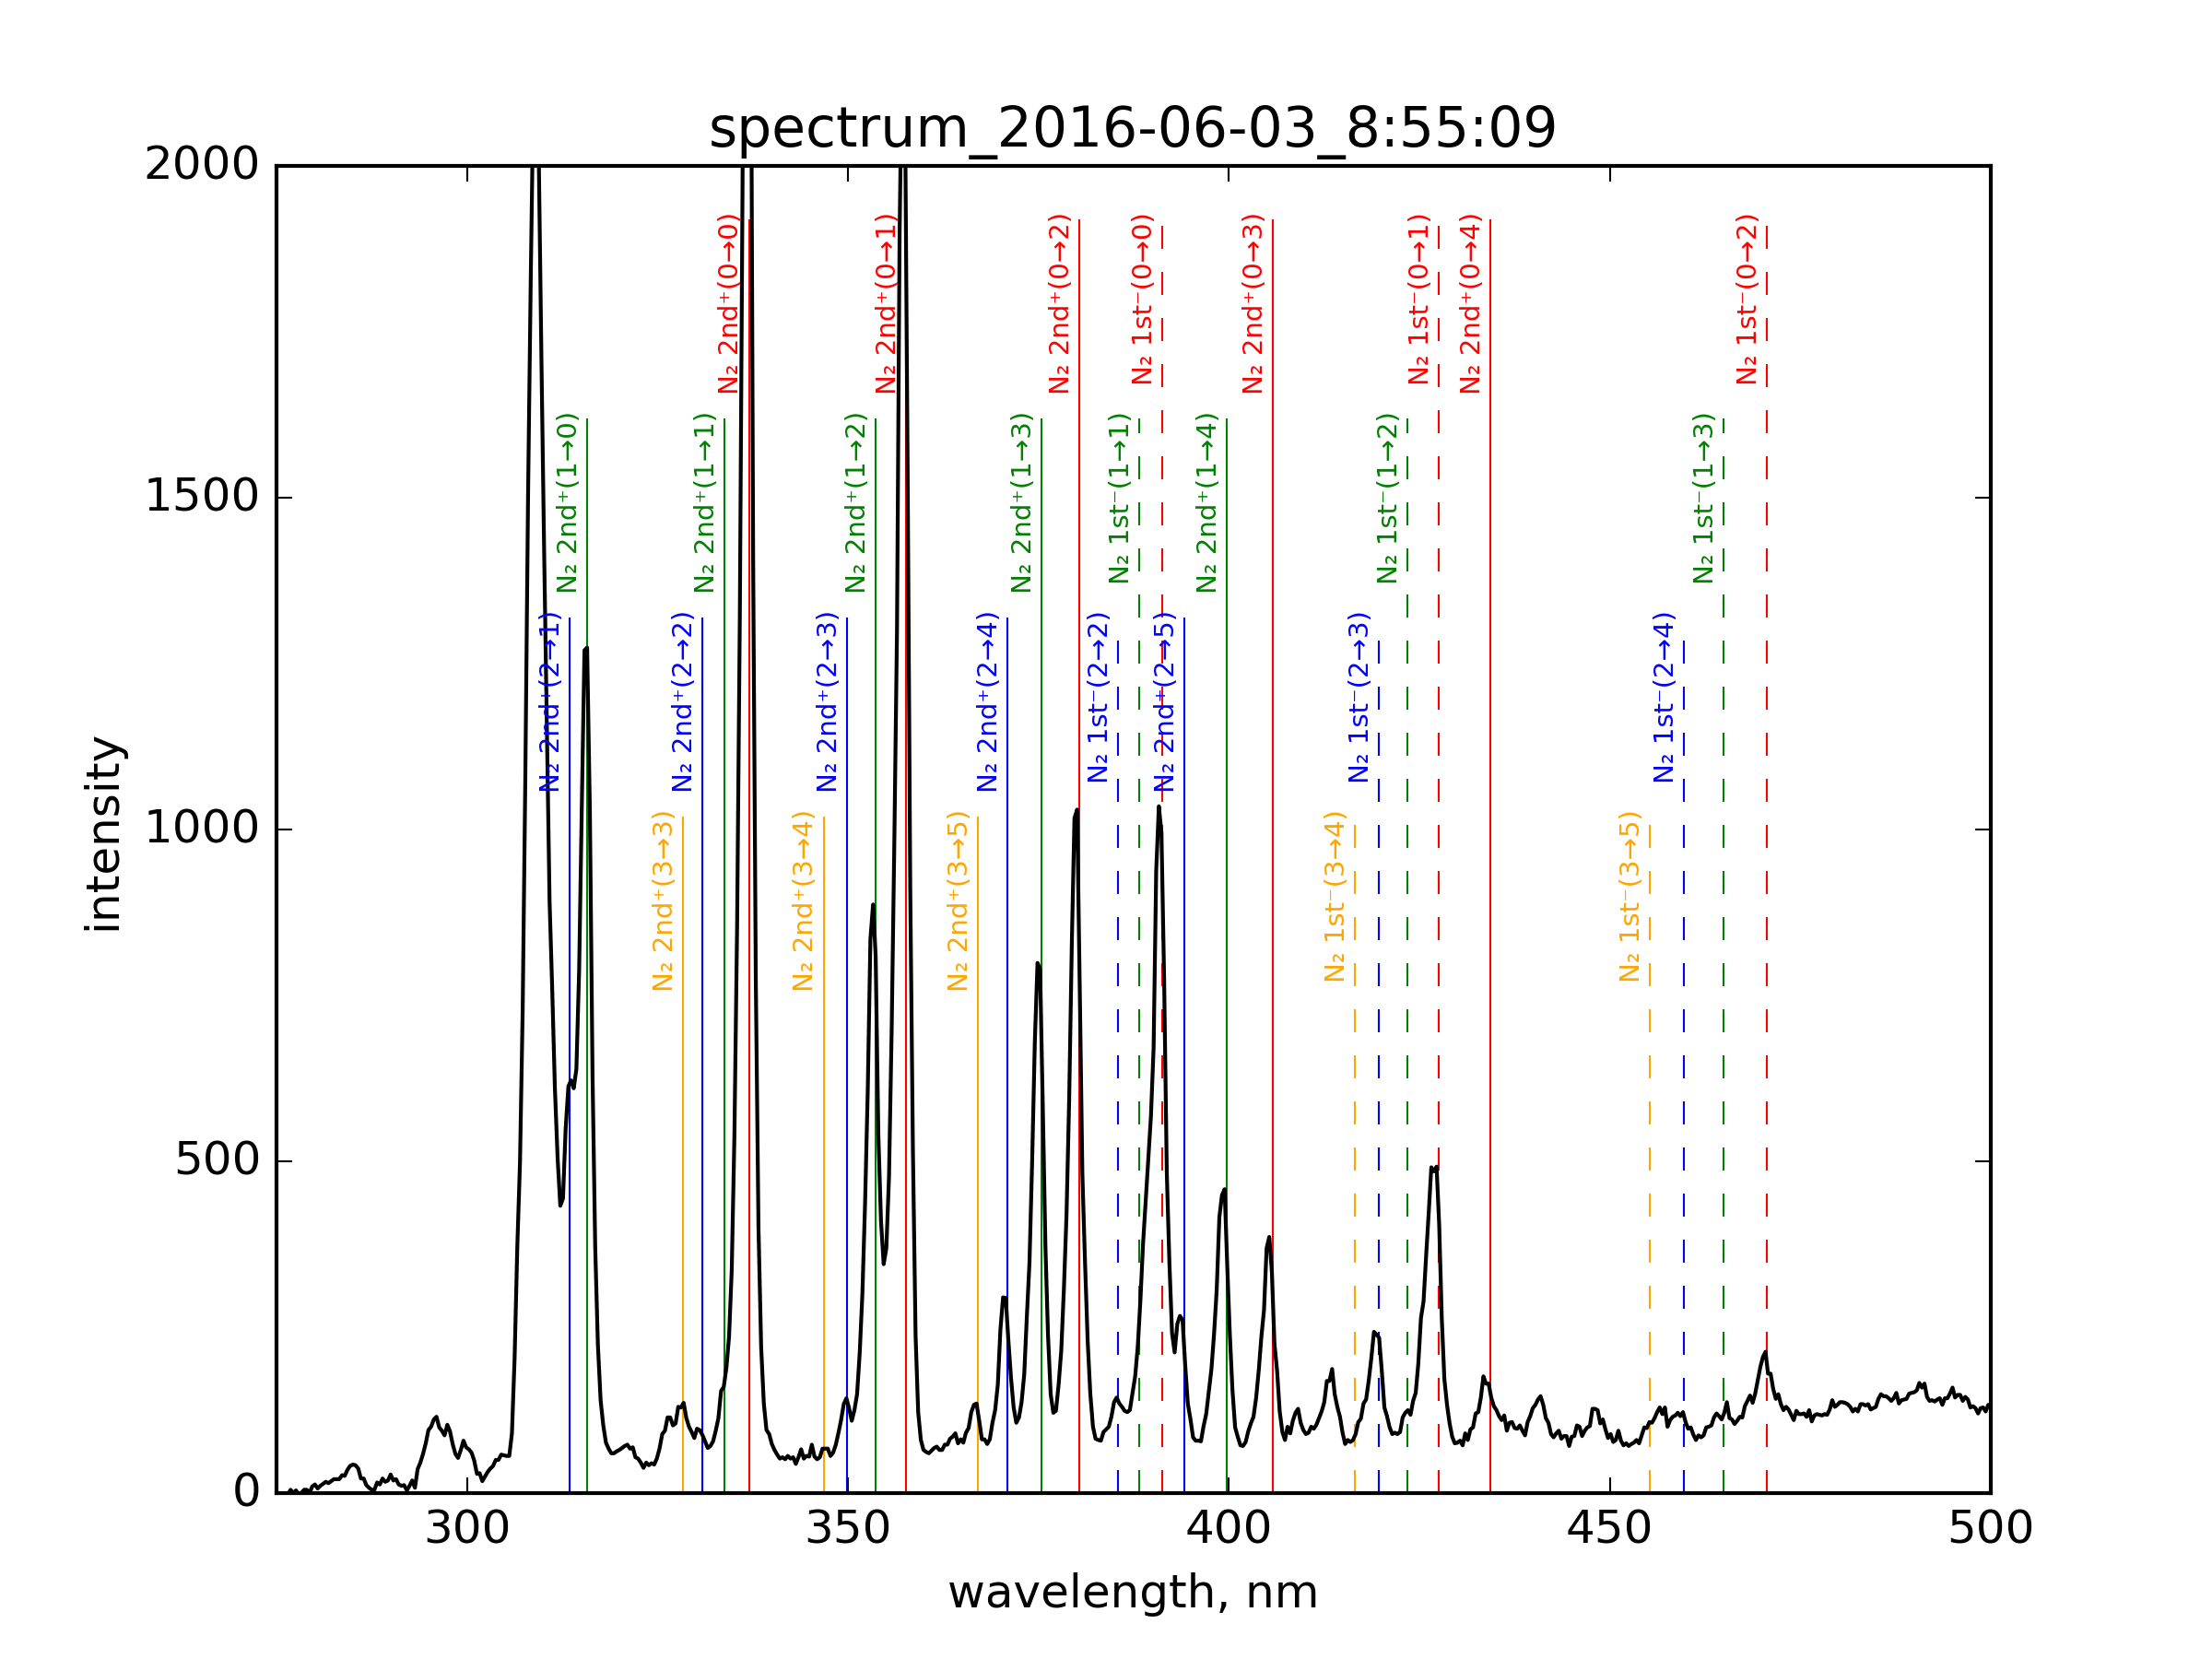 spectrum_2016-06-03_8:55:09
intensity
2000
1500
1000
500
0
N₂ 2nd⁺(0→0)
N₂ 2nd⁺(0→1)
N₂ 2nd⁺(0→2)
N₂ 1st⁻(0→0)
N₂ 2nd⁺(0→3)
N₂ 1st⁻(0→1)
N₂ 2nd⁺(0→4)
N₂ 1st⁻(0→2)
N₂ 2nd⁺(1→0)
N₂ 2nd⁺(1→1)
N₂ 2nd⁺(1→2)
N₂ 2nd⁺(1→3)
N₂ 1st⁻(1→1)
N₂ 2nd⁺(1→4)
N₂ 1st⁻(1→2)
N₂ 1st⁻(1→3)
N₂ 2nd⁺(2→1)
N₂ 2nd⁺(2→2)
N₂ 2nd⁺(2→3)
N₂ 2nd⁺(2→4)
N₂ 1st⁻(2→2)
N₂ 2nd⁺(2→5)
N₂ 1st⁻(2→3)
N₂ 1st⁻(2→4)
N₂ 2nd⁺(3→3)
N₂ 2nd⁺(3→4)
N₂ 2nd⁺(3→5)
N₂ 1st⁻(3→4)
N₂ 1st⁻(3→5)
300 350 400 450 500
wavelength, nm